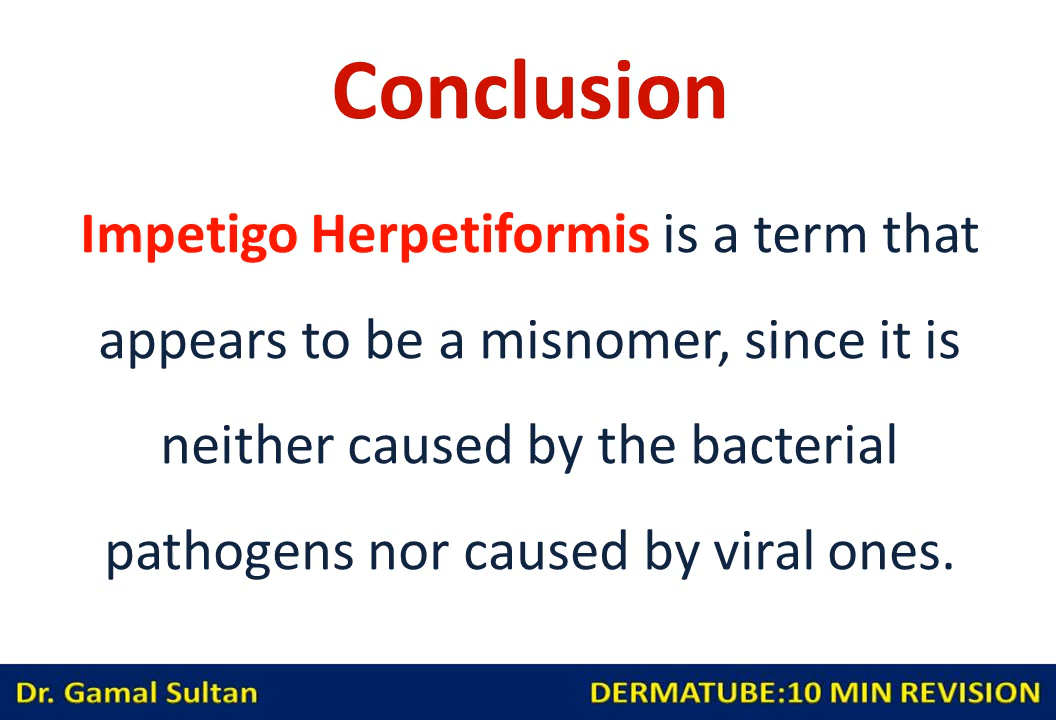 Conclusion
Impetigo Herpetiformis is a term that
appears to be a misnomer, since it is
neither caused by the bacterial
pathogens nor caused by viral ones.
Dr. Gamal Sultan
DERMATUBE:10 MIN REVISION